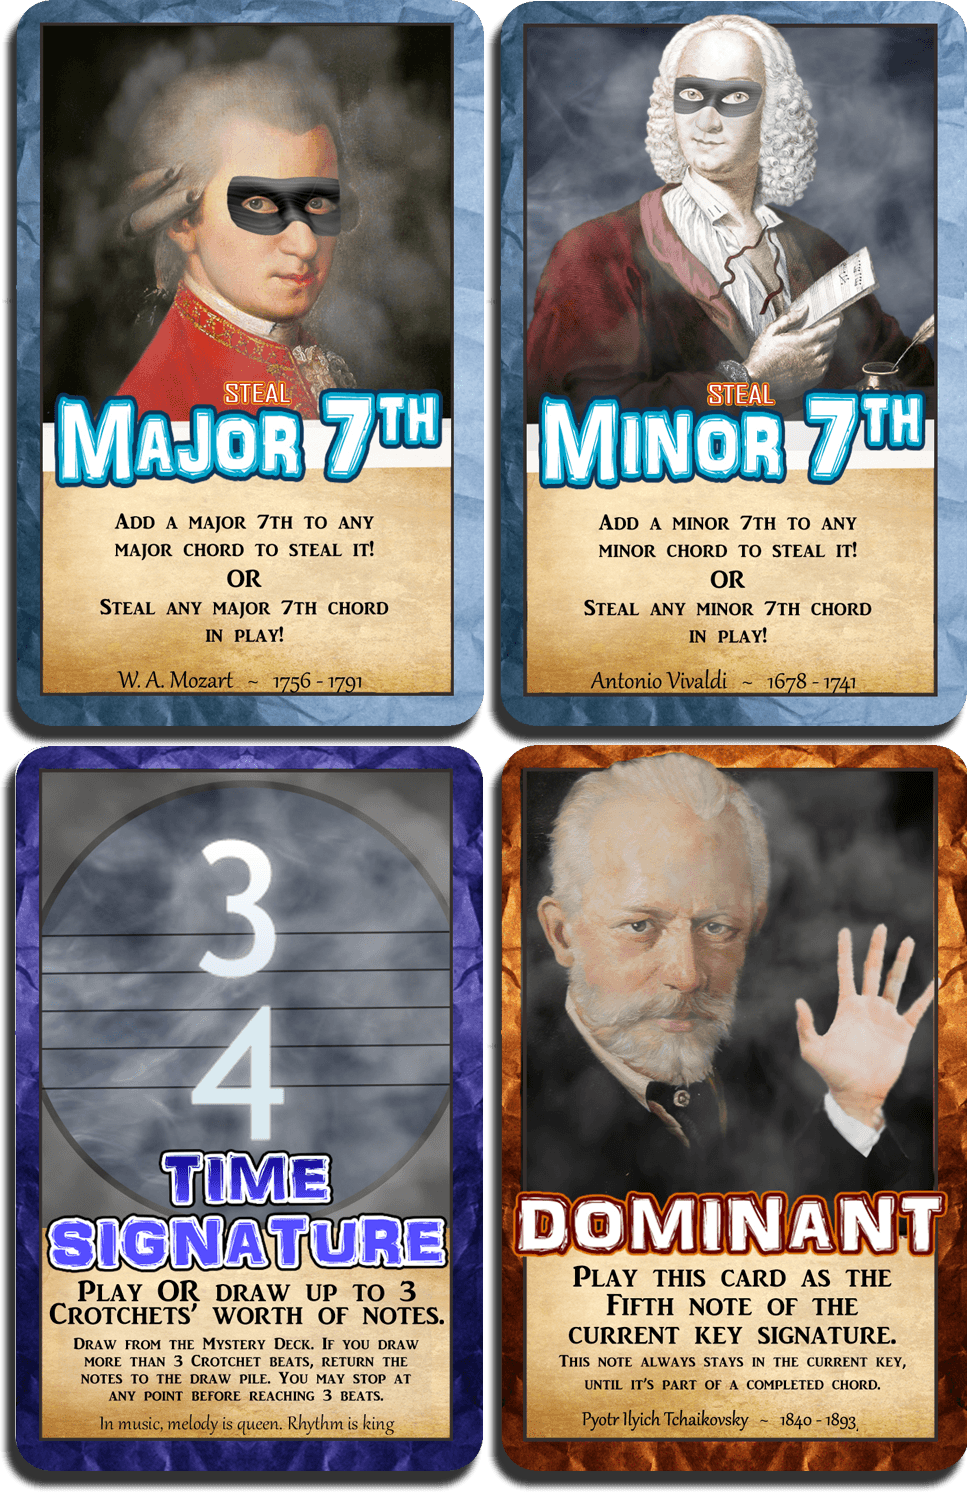 STEAL
MAJOR 7TH
ADD A MAJOR 7TH TO ANY
MAJOR CHORD TO STEAL IT!
OR
STEAL ANY MAJOR 7TH CHORD
IN PLAY!
W. A. Mozart ~ 1756 - 1791
STEAL
MINOR 7TH
ADD A MINOR 7TH TO ANY
MINOR CHORD TO STEAL IT!
OR
STEAL ANY MINOR 7TH CHORD
IN PLAY!
Antonio Vivaldi ~ 1678 - 1741
3
4
TIME
SIGNATURE
PLAY OR DRAW UP TO 3
CROTCHETS' WORTH OF NOTES.
DRAW FROM THE MYSTERY DECK. IF YOU DRAW
MORE THAN 3 CROTCHET BEATS, RETURN THE
NOTES TO THE DRAW PILE. YOU MAY STOP AT
ANY POINT BEFORE REACHING 3 BEATS.
In music, melody is queen. Rhythm is king
DOMINANT
PLAY THIS CARD AS THE
FIFTH NOTE OF THE
CURRENT KEY SIGNATURE.
THIS NOTE ALWAYS STAYS IN THE CURRENT KEY,
UNTIL IT'S PART OF A COMPLETED CHORD.
Pyotr Ilyich Tchaikovsky ~ 1840 - 1893